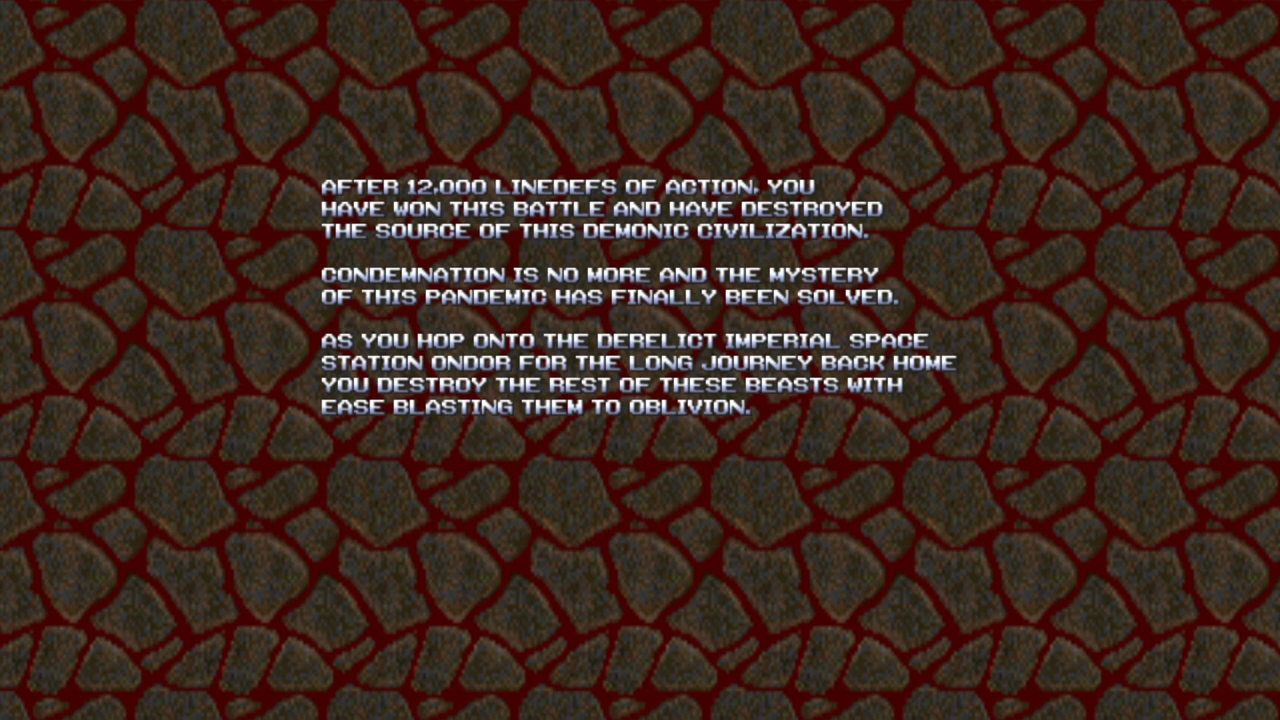 AFTER 12,000 LINEDEFS OF ACTION, YOU
HAVE WON THIS BATTLE AND HAVE DESTROYED
THE SOURCE OF THIS DEMONIC CIVILIZATION.
CONDEMNATION IS NO MORE AND THE MYSTERY
OF THIS PANDEMIC HAS FINALLY BEEN SOLVED.
AS YOU HOP ONTO THE DERELICT IMPERIAL SPACE
STATION ONDOR FOR THE LONG JOURNEY BACK HOME
YOU DESTROY THE REST OF THESE BEASTS WITH
EASE BLASTING THEM TO OBLIVION.